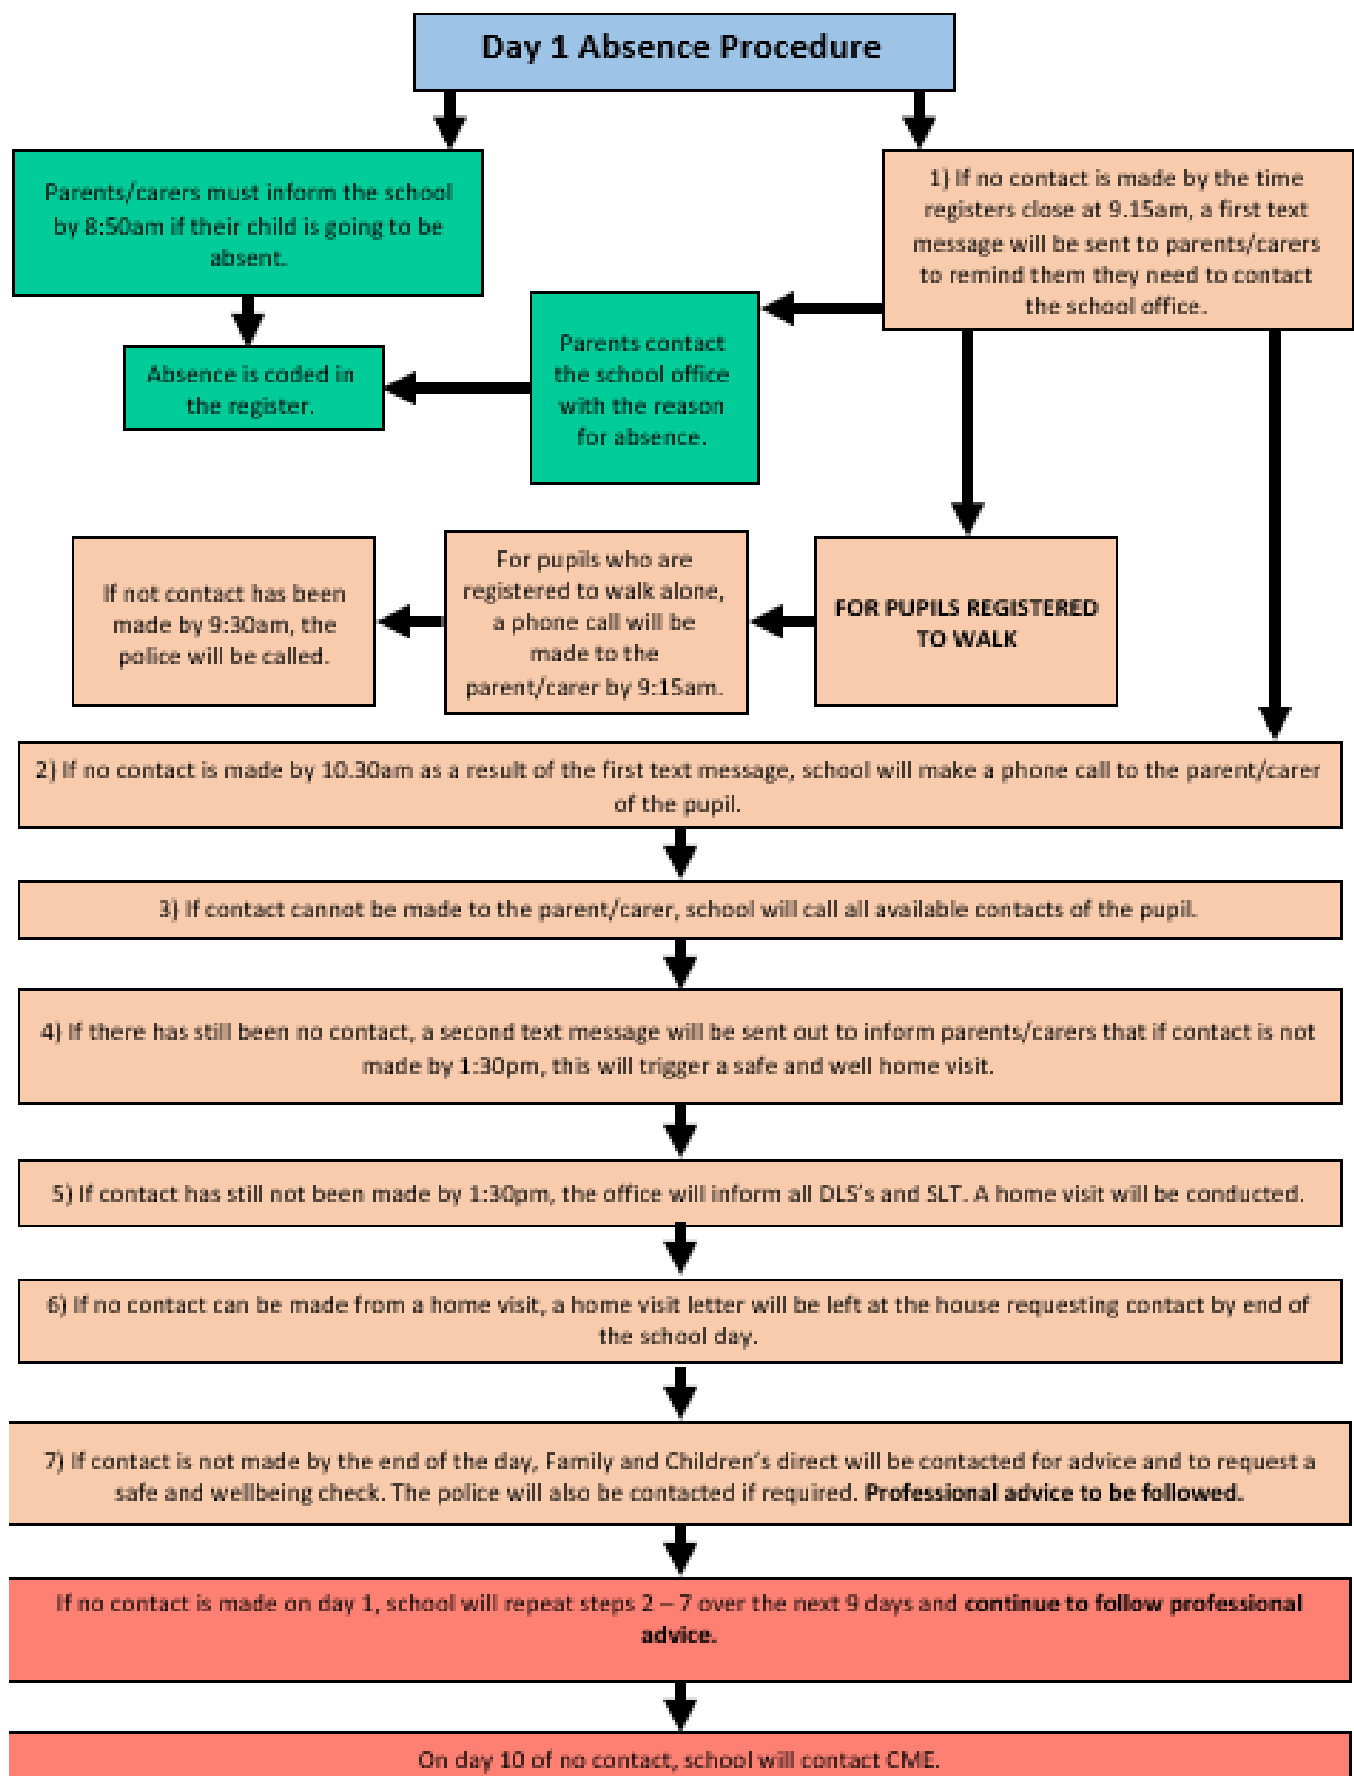 Day 1 Absence Procedure
Parents/carers must inform the school
by 8:50am if their child is going to be
absent.
1) If no contact is made by the time
registers close at 9.15am, a first text
message will be sent to parents/carers
to remind them they need to contact
the school office.
Parents contact
the school office
with the reason
for absence.
Absence is coded in
the register.
FOR PUPILS REGISTERED
TO WALK
For pupils who are
registered to walk alone,
a phone call will be
made to the
parent/carer by 9:15am.
If not contact has been
made by 9:30am, the
police will be called.
2) If no contact is made by 10.30am as a result of the first text message, school will make a phone call to the parent/carer
of the pupil.
3) If contact cannot be made to the parent/carer, school will call all available contacts of the pupil.
4) If there has still been no contact, a second text message will be sent out to inform parents/carers that if contact is not
made by 1:30pm, this will trigger a safe and well home visit.
5) If contact has still not been made by 1:30pm, the office will inform all DLS's and SLT. A home visit will be conducted.
6) If no contact can be made from a home visit, a home visit letter will be left at the house requesting contact by end of
the school day.
7) If contact is not made by the end of the day, Family and Children's direct will be contacted for advice and to request a
safe and wellbeing check. The police will also be contacted if required. Professional advice to be followed.
If no contact is made on day 1, school will repeat steps 2 – 7 over the next 9 days and continue to follow professional
advice.
On day 10 of no contact, school will contact CME.